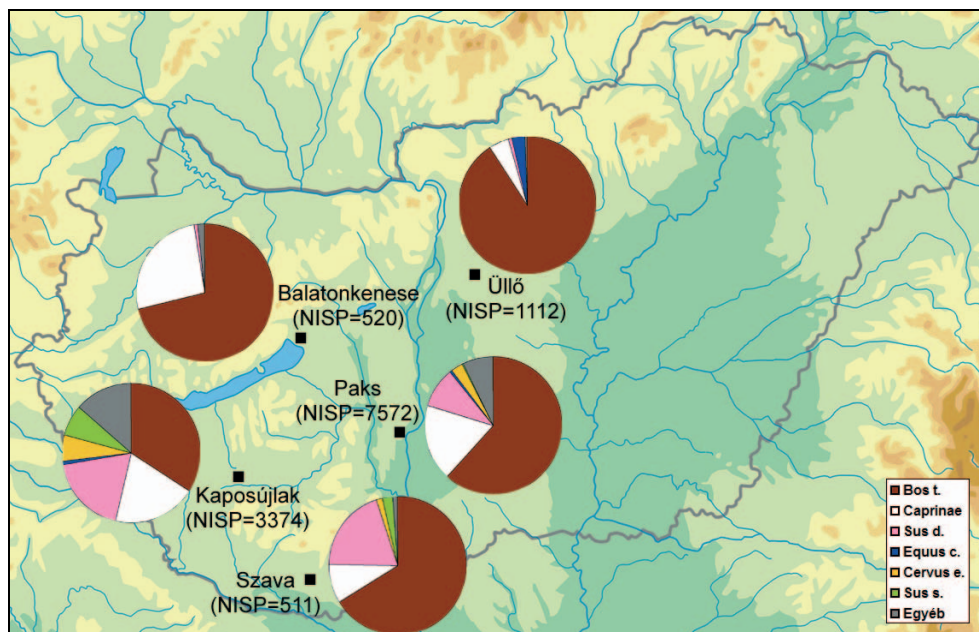 Üllő
(NISP=1112)
Balatonkenese
(NISP=520)
Paks
(NISP=7572)
Kaposújlak
(NISP=3374)
Szava
(NISP=511)
Bos t.
Caprinae
Sus d.
Equus c.
Cervus e.
Sus s.
Egyéb